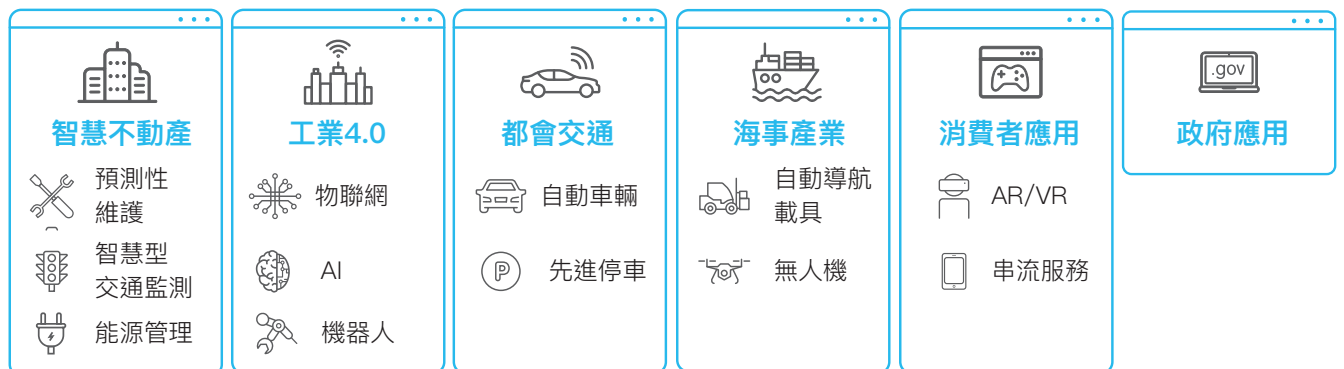 智慧不動產
預測性
維護
智慧型
交通監測
能源管理
工業4.0
物聯網
AI
機器人
都會交通
自動車輛
P
先進停車
海事產業
自動導航
載具
無人機
消費者應用
AR/VR
串流服務
.gov
政府應用